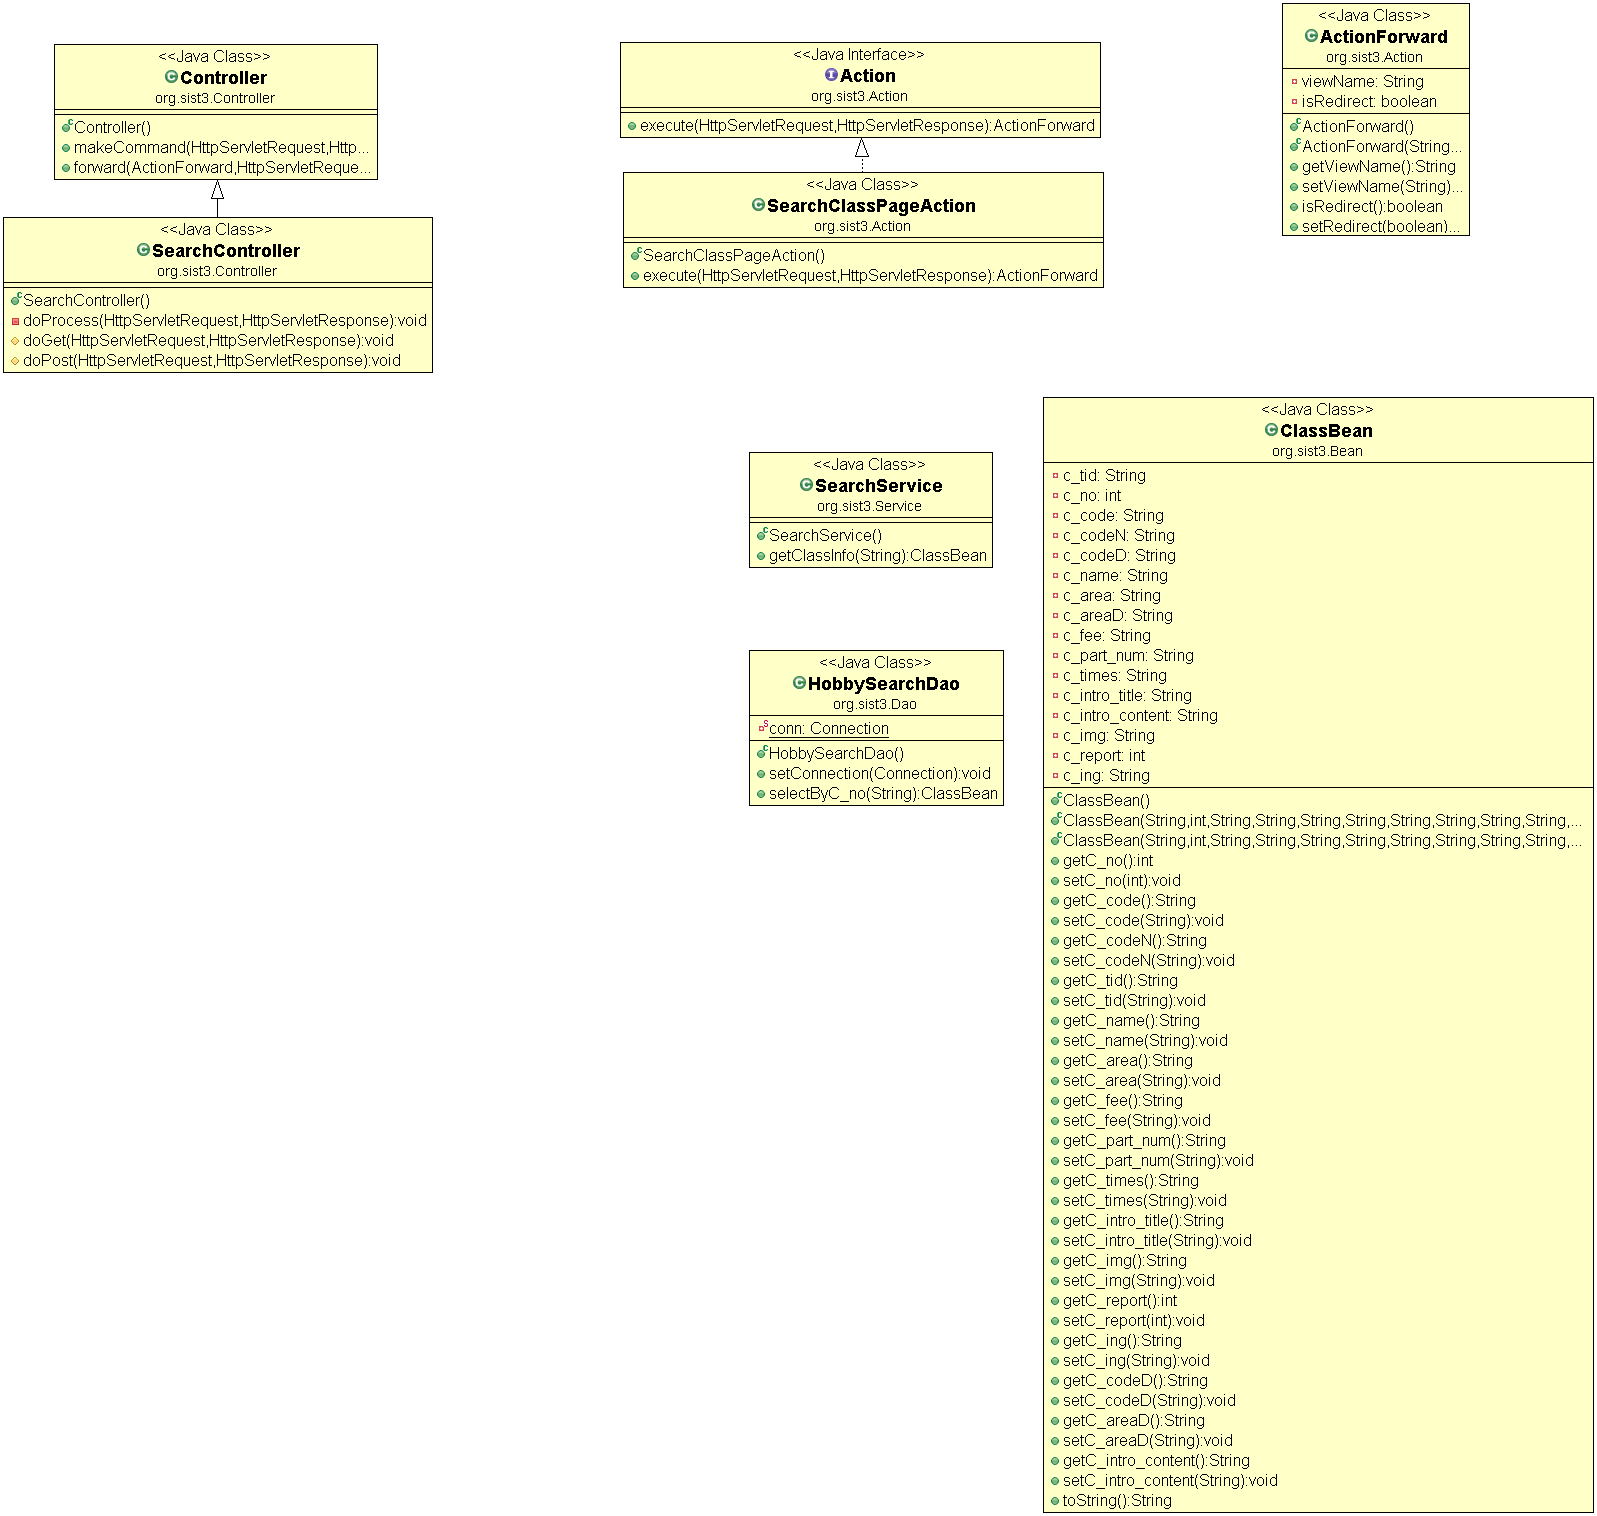 <<Java Class>>
Controller
org.sist3.Controller
Controller()
makeCommand(HttpServletRequest,Http...
forward(ActionForward,HttpServletReque...
<<Java Class>>
SearchController
org.sist3.Controller
SearchController()
doProcess(HttpServletRequest,HttpServletResponse):void
doGet(HttpServletRequest,HttpServletResponse):void
doPost(HttpServletRequest,HttpServletResponse):void
<<Java Interface>>
Action
org.sist3.Action
execute(HttpServletRequest,HttpServletResponse):ActionForward
<<Java Class>>
SearchClassPageAction
org.sist3.Action
SearchClassPageAction()
execute(HttpServletRequest,HttpServletResponse):ActionForward
<<Java Class>>
ActionForward
org.sist3.Action
viewName: String
isRedirect: boolean
ActionForward()
ActionForward(String...
getViewName():String
setViewName(String)...
isRedirect():boolean
setRedirect(boolean)...
<<Java Class>>
SearchService
org.sist3.Service
SearchService()
getClassInfo(String):ClassBean
<<Java Class>>
HobbySearchDao
org.sist3.Dao
conn: Connection
HobbySearchDao()
setConnection(Connection):void
selectByC_no(String):ClassBean
<<Java Class>>
ClassBean
org.sist3.Bean
c_tid: String
c_no: int
c_code: String
c_codeN: String
c_codeD: String
c_name: String
c_area: String
c_areaD: String
c_fee: String
c_part_num: String
c_times: String
c_intro_title: String
c_intro_content: String
c_img: String
c_report: int
c_ing: String
ClassBean()
ClassBean(String,int,String,String,String,String,String,String,String,String,...
ClassBean(String,int,String,String,String,String,String,String,String,String,...
getC_no():int
setC_no(int):void
getC_code():String
setC_code(String):void
getC_codeN():String
setC_codeN(String):void
getC_tid():String
setC_tid(String):void
getC_name():String
setC_name(String):void
getC_area():String
setC_area(String):void
getC_fee():String
setC_fee(String):void
getC_part_num():String
setC_part_num(String):void
getC_times():String
setC_times(String):void
getC_intro_title():String
setC_intro_title(String):void
getC_img():String
setC_img(String):void
getC_report():int
setC_report(int):void
getC_ing():String
setC_ing(String):void
getC_codeD():String
setC_codeD(String):void
getC_areaD():String
setC_areaD(String):void
getC_intro_content():String
setC_intro_content(String):void
toString():String